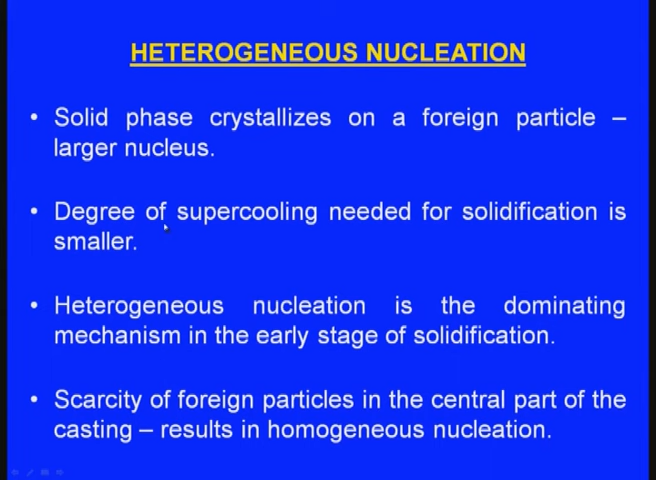 HETEROGENEOUS NUCLEATION
• Solid phase crystallizes on a foreign particle –
larger nucleus.
• Degree of supercooling needed for solidification is
smaller.
• Heterogeneous nucleation is the dominating
mechanism in the early stage of solidification.
• Scarcity of foreign particles in the central part of the
casting – results in homogeneous nucleation.